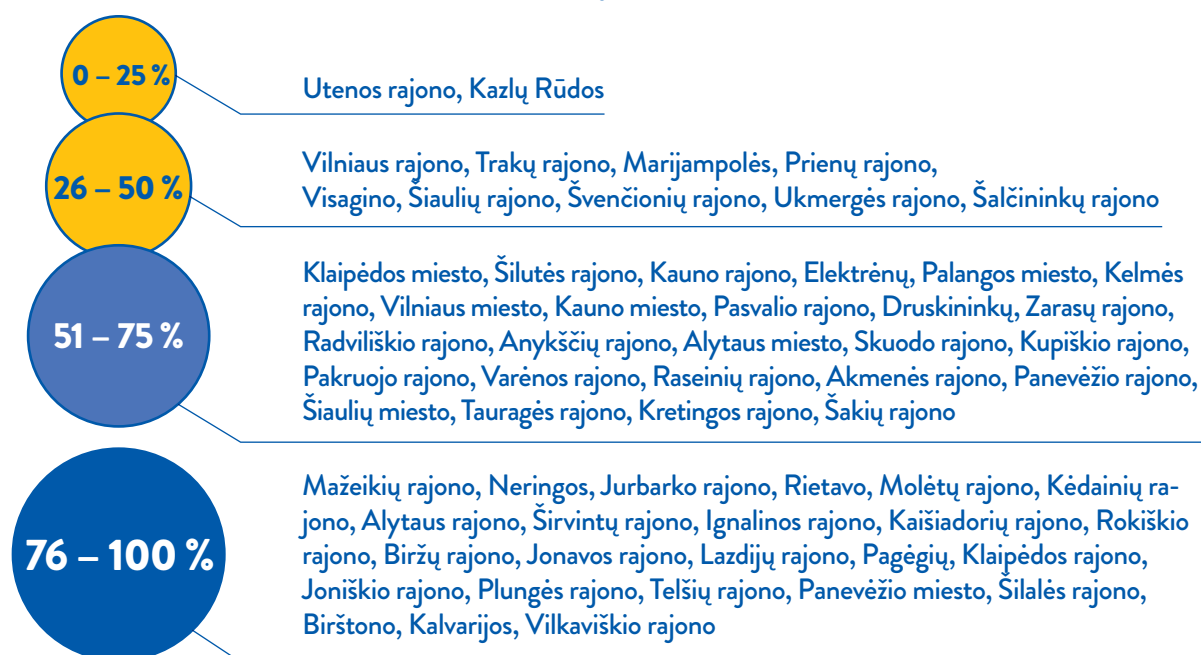 0 – 25 %
Utenos rajono, Kazlų Rūdos
26 – 50 %
Vilniaus rajono, Trakų rajono, Marijampolės, Prienų rajono,
Visagino, Šiaulių rajono, Švenčionių rajono, Ukmergės rajono, Šalčininkų rajono
51 – 75 %
Klaipėdos miesto, Šilutės rajono, Kauno rajono, Elektrėnų, Palangos miesto, Kelmės
rajono, Vilniaus miesto, Kauno miesto, Pasvalio rajono, Druskininkų, Zarasų rajono,
Radviliškio rajono, Anykščių rajono, Alytaus miesto, Skuodo rajono, Kupiškio rajono,
Pakruojo rajono, Varėnos rajono, Raseinių rajono, Akmenės rajono, Panevėžio rajono,
Šiaulių miesto, Tauragės rajono, Kretingos rajono, Šakių rajono
76 – 100 %
Mažeikių rajono, Neringos, Jurbarko rajono, Rietavo, Molėtų rajono, Kėdainių ra-
jono, Alytaus rajono, Širvintų rajono, Ignalinos rajono, Kaišiadorių rajono, Rokiškio
rajono, Biržų rajono, Jonavos rajono, Lazdijų rajono, Pagėgių, Klaipėdos rajono,
Joniškio rajono, Plungės rajono, Telšių rajono, Panevėžio miesto, Šilalės rajono,
Birštono, Kalvarijos, Vilkaviškio rajono